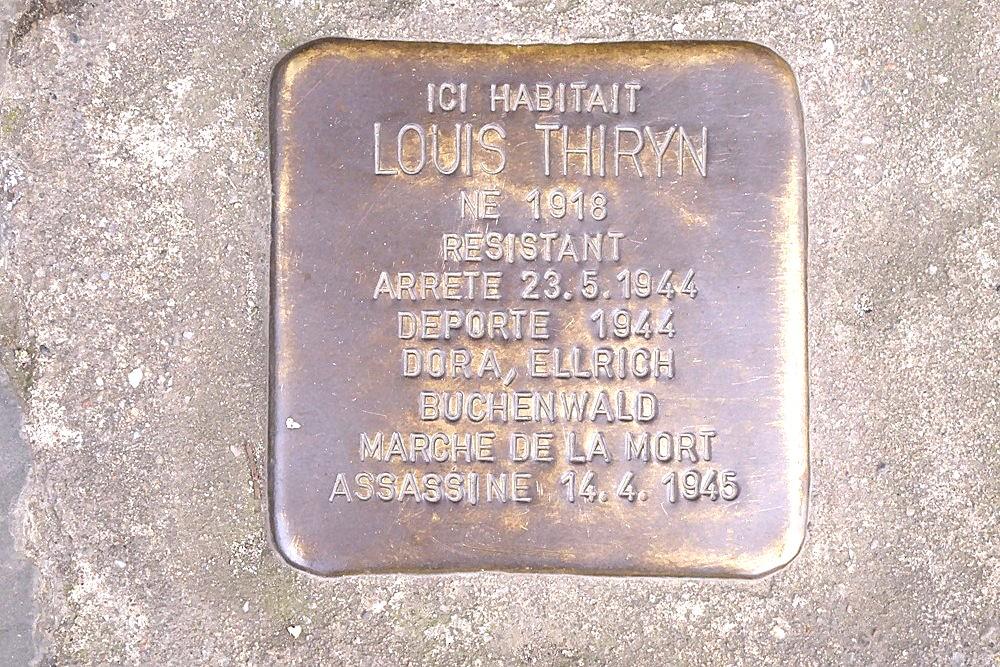 ICI HABITAIT
LOUIS THIRYN
NE 1918
RESISTANT
ARRETE 23.5.1944
DEPORTE 1944
DORA, ELLRICH
BUCHENWALD
MARCHE DE LA MORT
ASSASSINE 14.4.1945